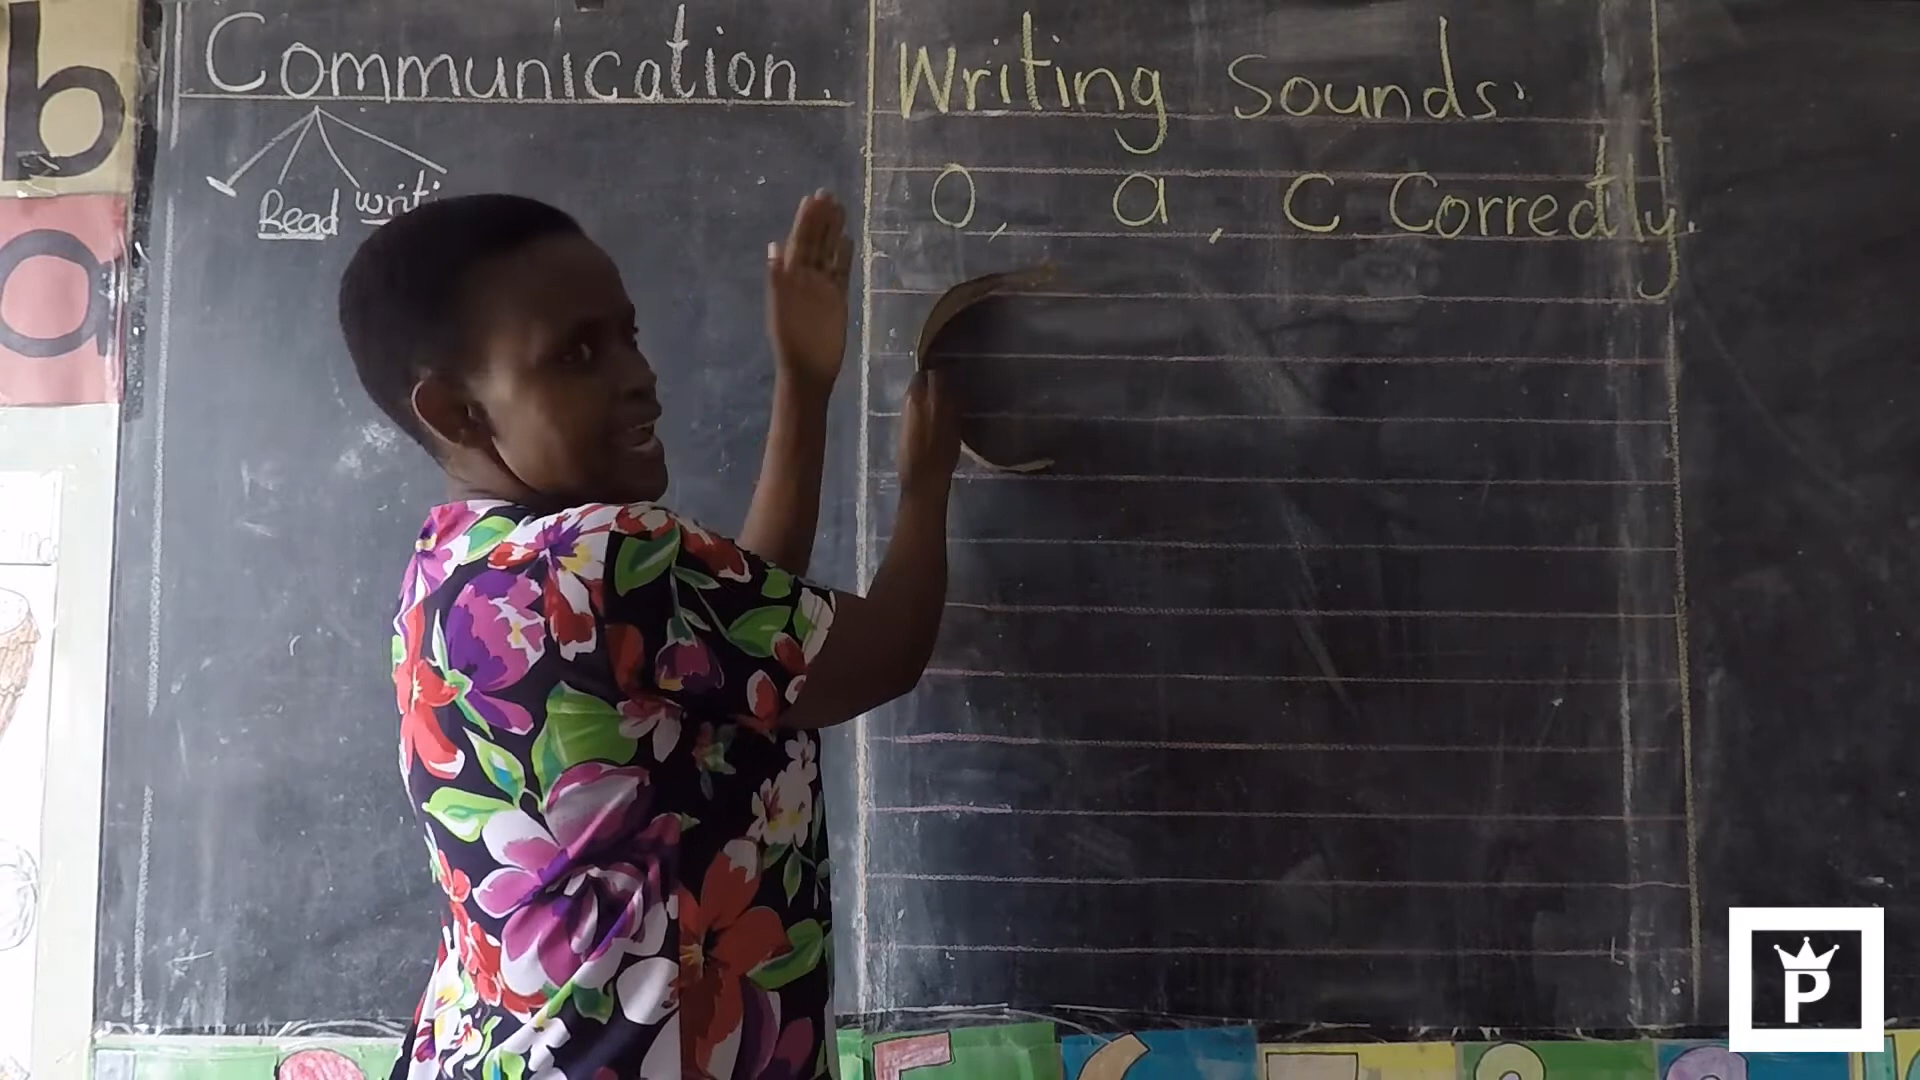 b
a
Communication.
Read
Writing Sounds.
o, a, c Correctly.
P